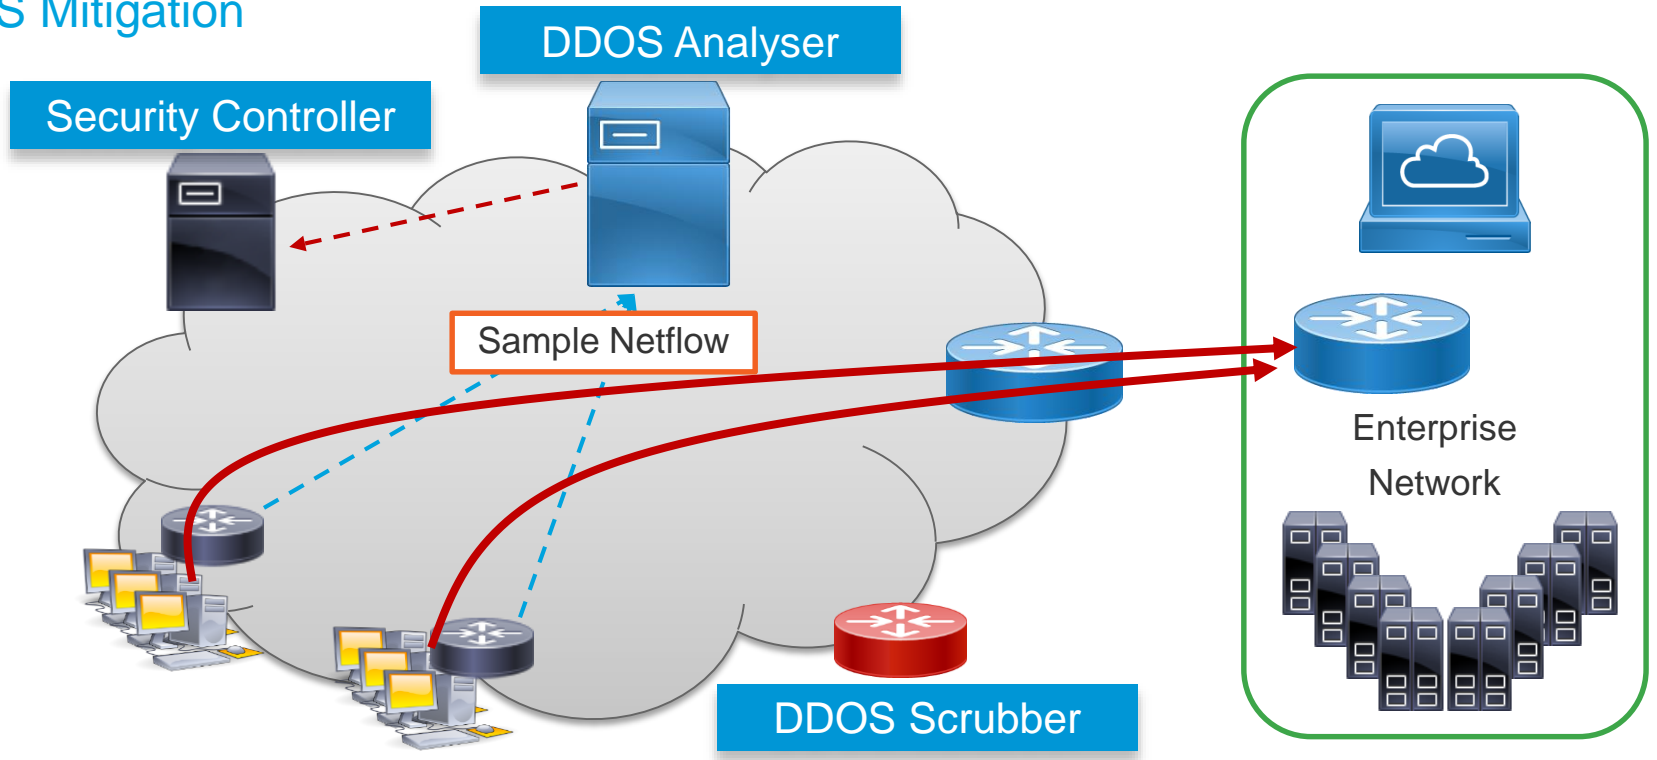 S Mitigation
DDOS Analyser
Security Controller
Sample Netflow
Enterprise
Network
DDOS Scrubber